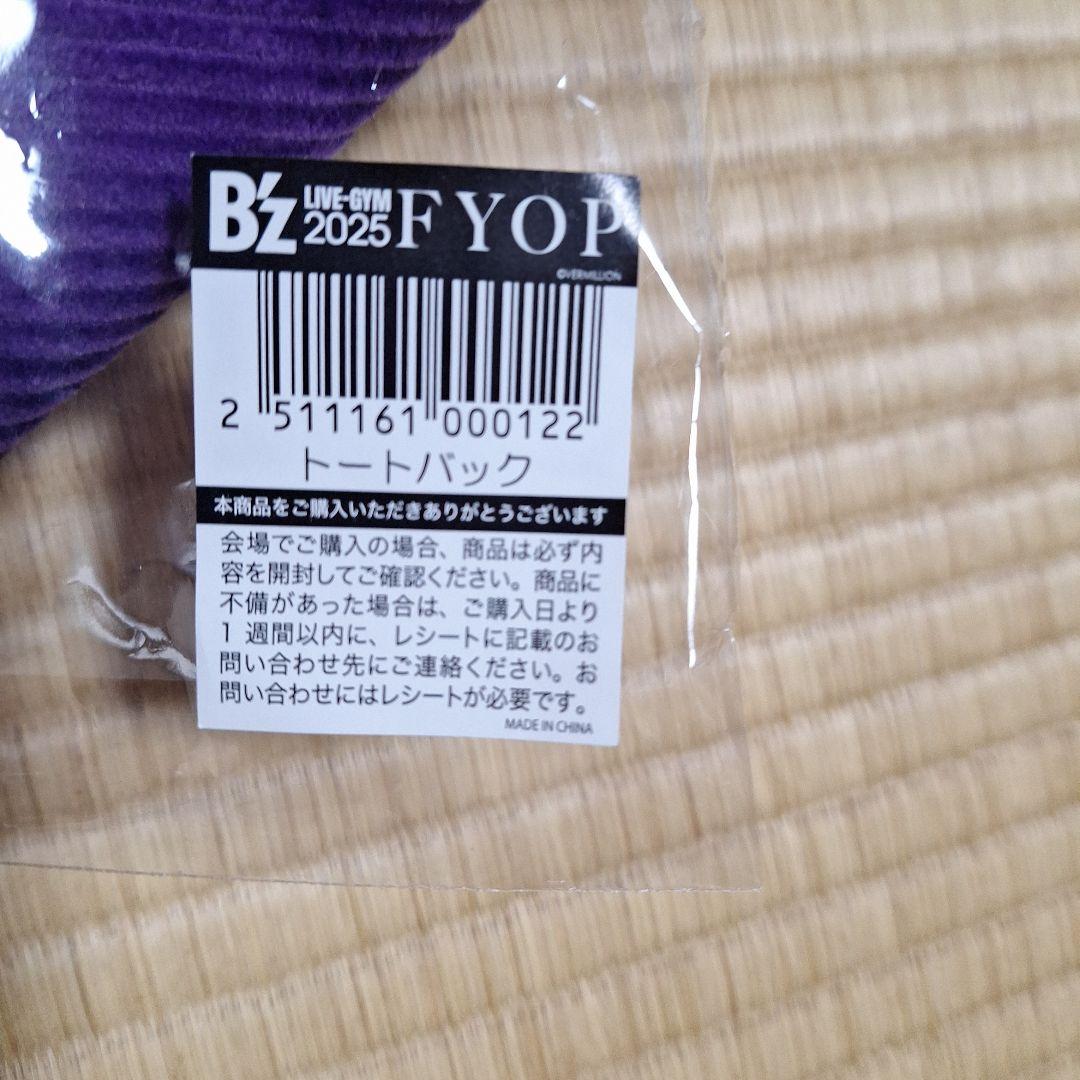 B'z LIVE-GYM 2025 FYOP
©VERMILLION
2 511161 000122
トートバック
本商品をご購入いただきありがとうございます
会場でご購入の場合、商品は必ず内
容を開封してご確認ください。商品に
不備があった場合は、ご購入日より
1 週間以内に、レシートに記載のお
問い合わせ先にご連絡ください。お
問い合わせにはレシートが必要です。
MADE IN CHINA